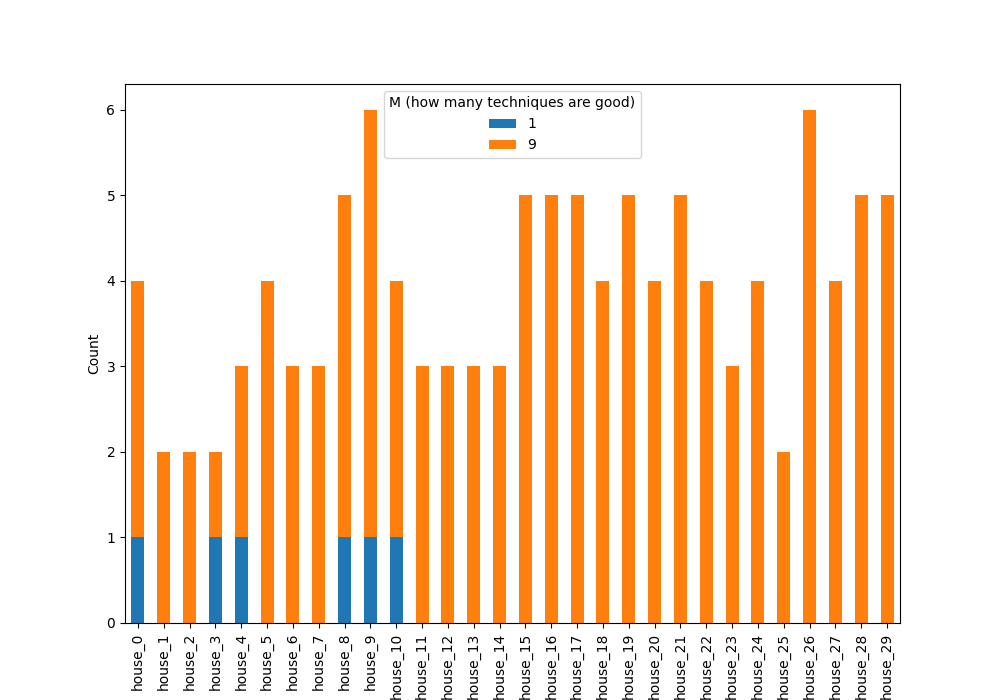 M (how many techniques are good)
1
9
6
5
4
3
2
1
0
Count
house_0
house_1
house_2
house_3
house_4
house_5
house_6
house_7
house_8
house_9
house_10
house_11
house_12
house_13
house_14
house_15
house_16
house_17
house_18
house_19
house_20
house_21
house_22
house_23
house_24
house_25
house_26
house_27
house_28
house_29